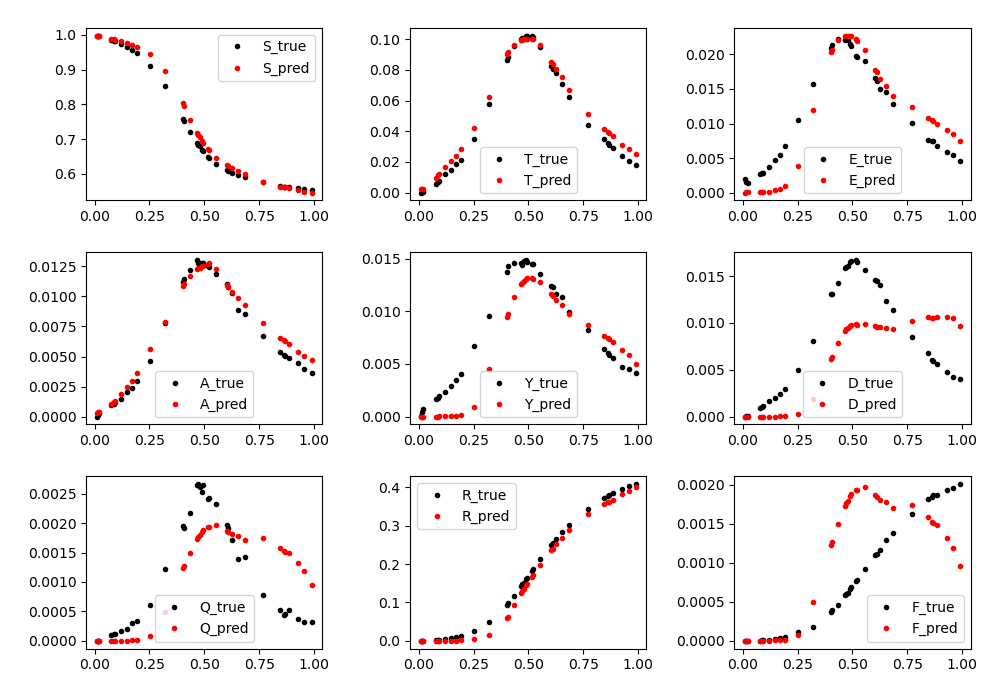 1.0
0.9
0.8
0.7
0.6
S_true
S_pred
0.00 0.25 0.50 0.75 1.00
0.10
0.08
0.06
0.04
0.02
0.00
T_true
T_pred
0.00 0.25 0.50 0.75 1.00
0.020
0.015
0.010
0.005
0.000
E_true
E_pred
0.00 0.25 0.50 0.75 1.00
0.0125
0.0100
0.0075
0.0050
0.0025
0.0000
A_true
A_pred
0.00 0.25 0.50 0.75 1.00
0.015
0.010
0.005
0.000
Y_true
Y_pred
0.00 0.25 0.50 0.75 1.00
0.015
0.010
0.005
0.000
D_true
D_pred
0.00 0.25 0.50 0.75 1.00
0.0025
0.0020
0.0015
0.0010
0.0005
0.0000
Q_true
Q_pred
0.00 0.25 0.50 0.75 1.00
0.4
0.3
0.2
0.1
0.0
R_true
R_pred
0.00 0.25 0.50 0.75 1.00
0.0020
0.0015
0.0010
0.0005
0.0000
F_true
F_pred
0.00 0.25 0.50 0.75 1.00